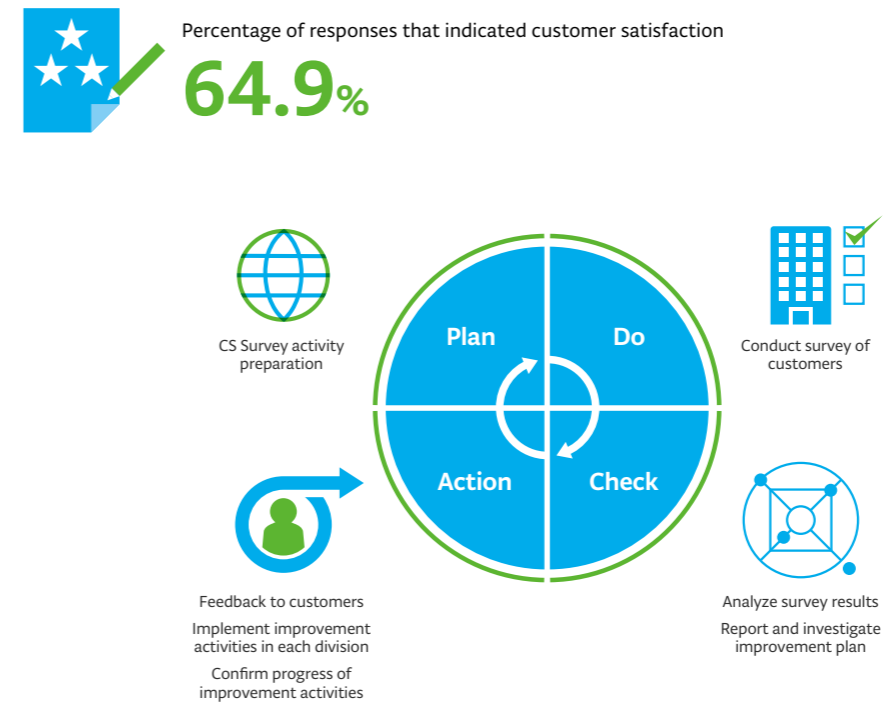 Percentage of responses that indicated customer satisfaction
64.9%
Plan
Do
CS Survey activity
preparation
Conduct survey of
customers
Action
Check
Feedback to customers
Implement improvement
activities in each division
Confirm progress of
improvement activities
Analyze survey results
Report and investigate
improvement plan